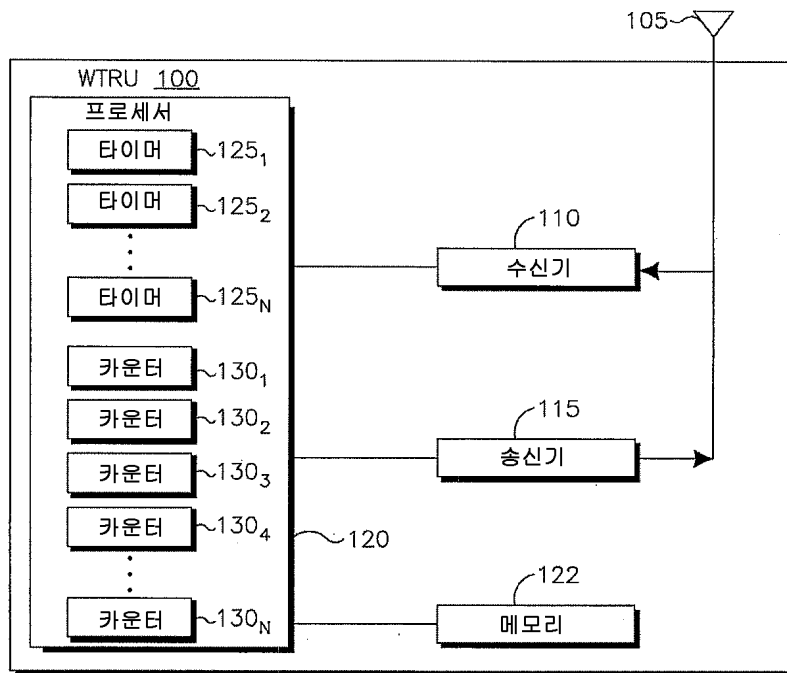 105
WTRU 100
프로세서
타이머 125₁
타이머 125₂
타이머 125N
카운터 130₁
카운터 130₂
카운터 130₃
카운터 130₄
카운터 130N
120
110
수신기
115
송신기
122
메모리